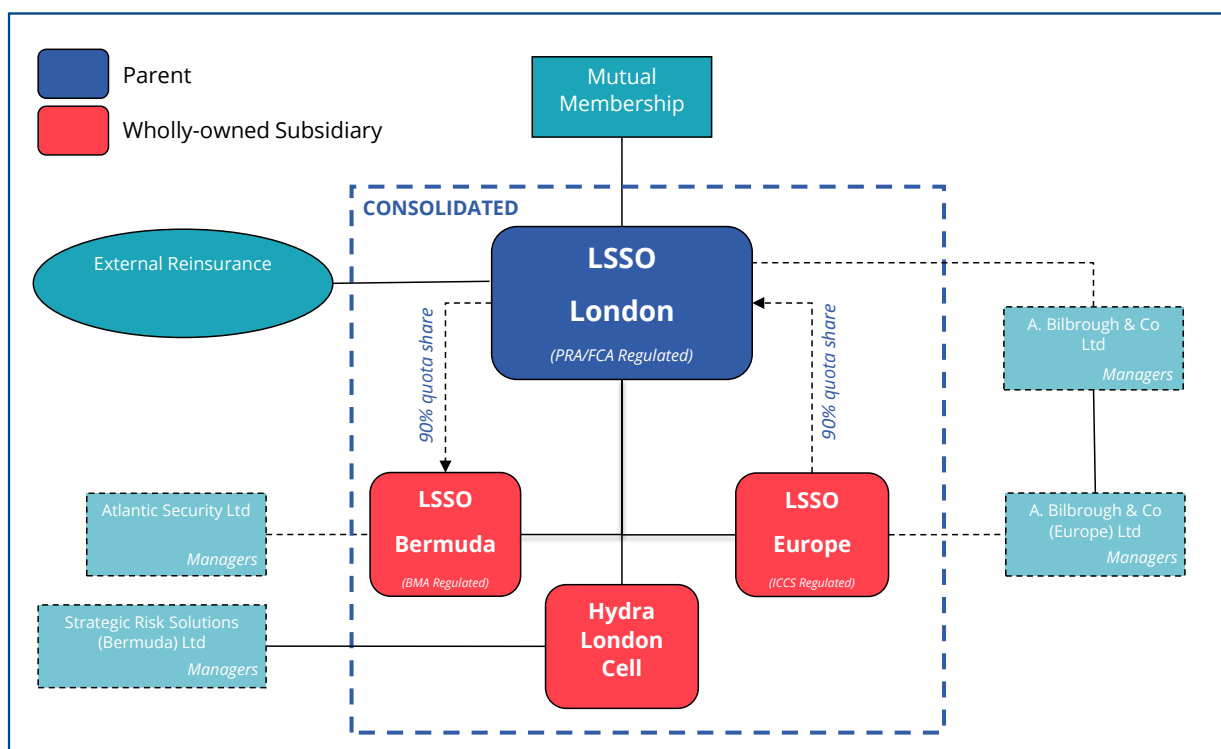 Parent
Wholly-owned Subsidiary
Mutual
Membership
CONSOLIDATED
External Reinsurance
LSSO
London
(PRA/FCA Regulated)
90% quota share
90% quota share
A. Bilbrough & Co
Ltd
Managers
Atlantic Security Ltd
Managers
LSSO
Bermuda
(BMA Regulated)
LSSO
Europe
(ICCS Regulated)
A. Bilbrough & Co
(Europe) Ltd
Managers
Strategic Risk Solutions
(Bermuda) Ltd
Managers
Hydra
London
Cell